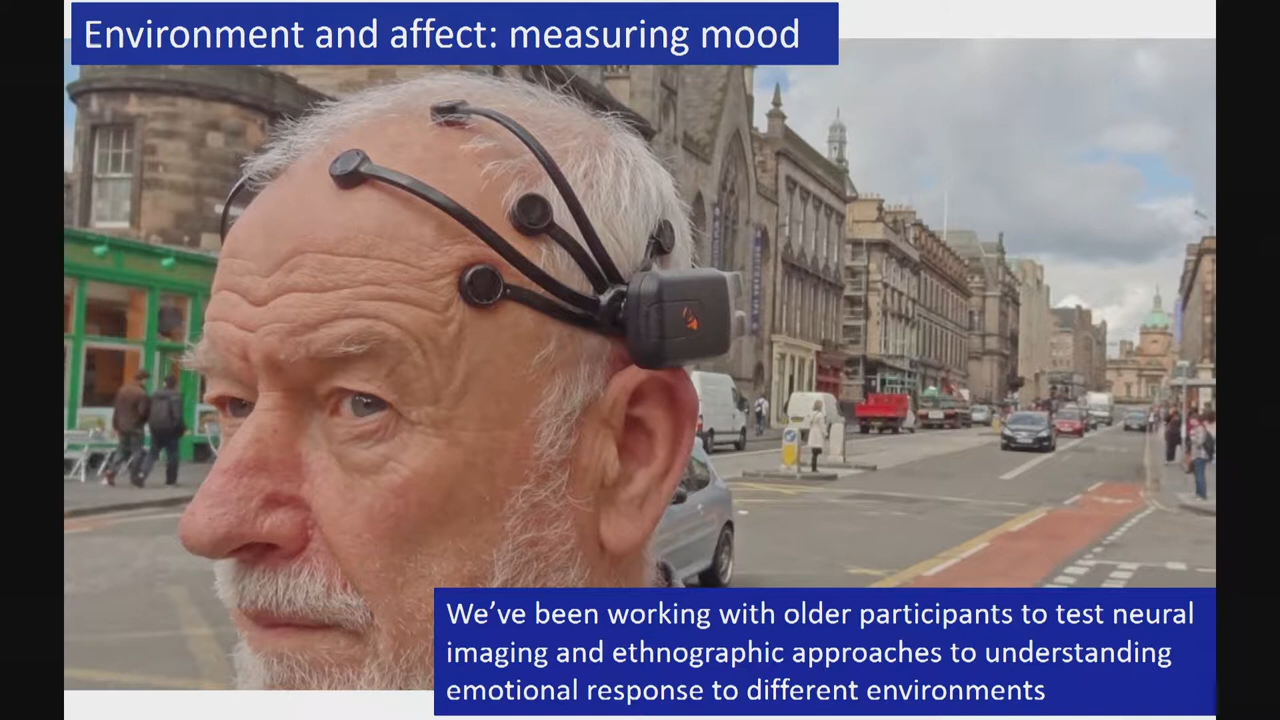 Environment and affect: measuring mood
We’ve been working with older participants to test neural
imaging and ethnographic approaches to understanding
emotional response to different environments